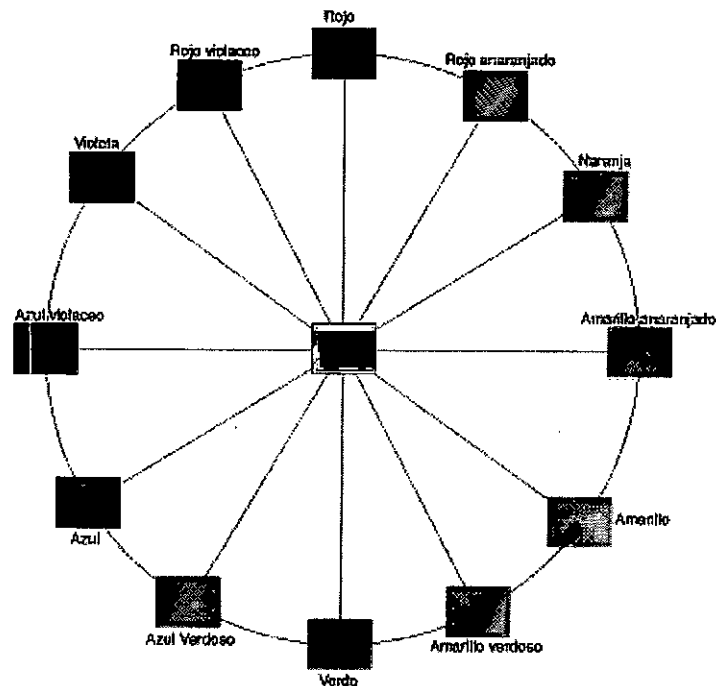 Rojo
Rojo violaceo
Rojo anaranjado
Violeta
Naranja
Azul violaceo
Amarillo anaranjado
Azul
Amarillo
Azul Verdoso
Amarillo verdoso
Verde